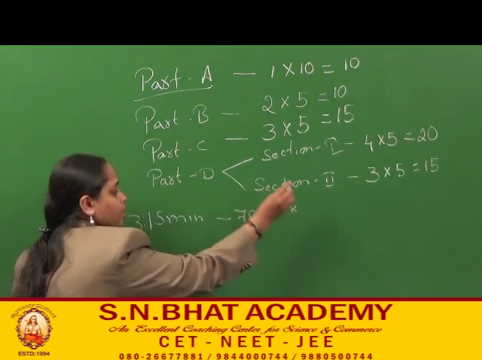 Part - A — 1 × 10 = 10
Part - B — 2 × 5 = 10
Part - C — 3 × 5 = 15
Part - D
Section - I - 4 × 5 = 20
Section - II - 3 × 5 = 15
3:15min -
S.N.BHAT ACADEMY
An Excellent Coaching Center for Science & Commerce
CET - NEET - JEE
080-26677881 / 9844000744 / 9880500744
ESTD:1994